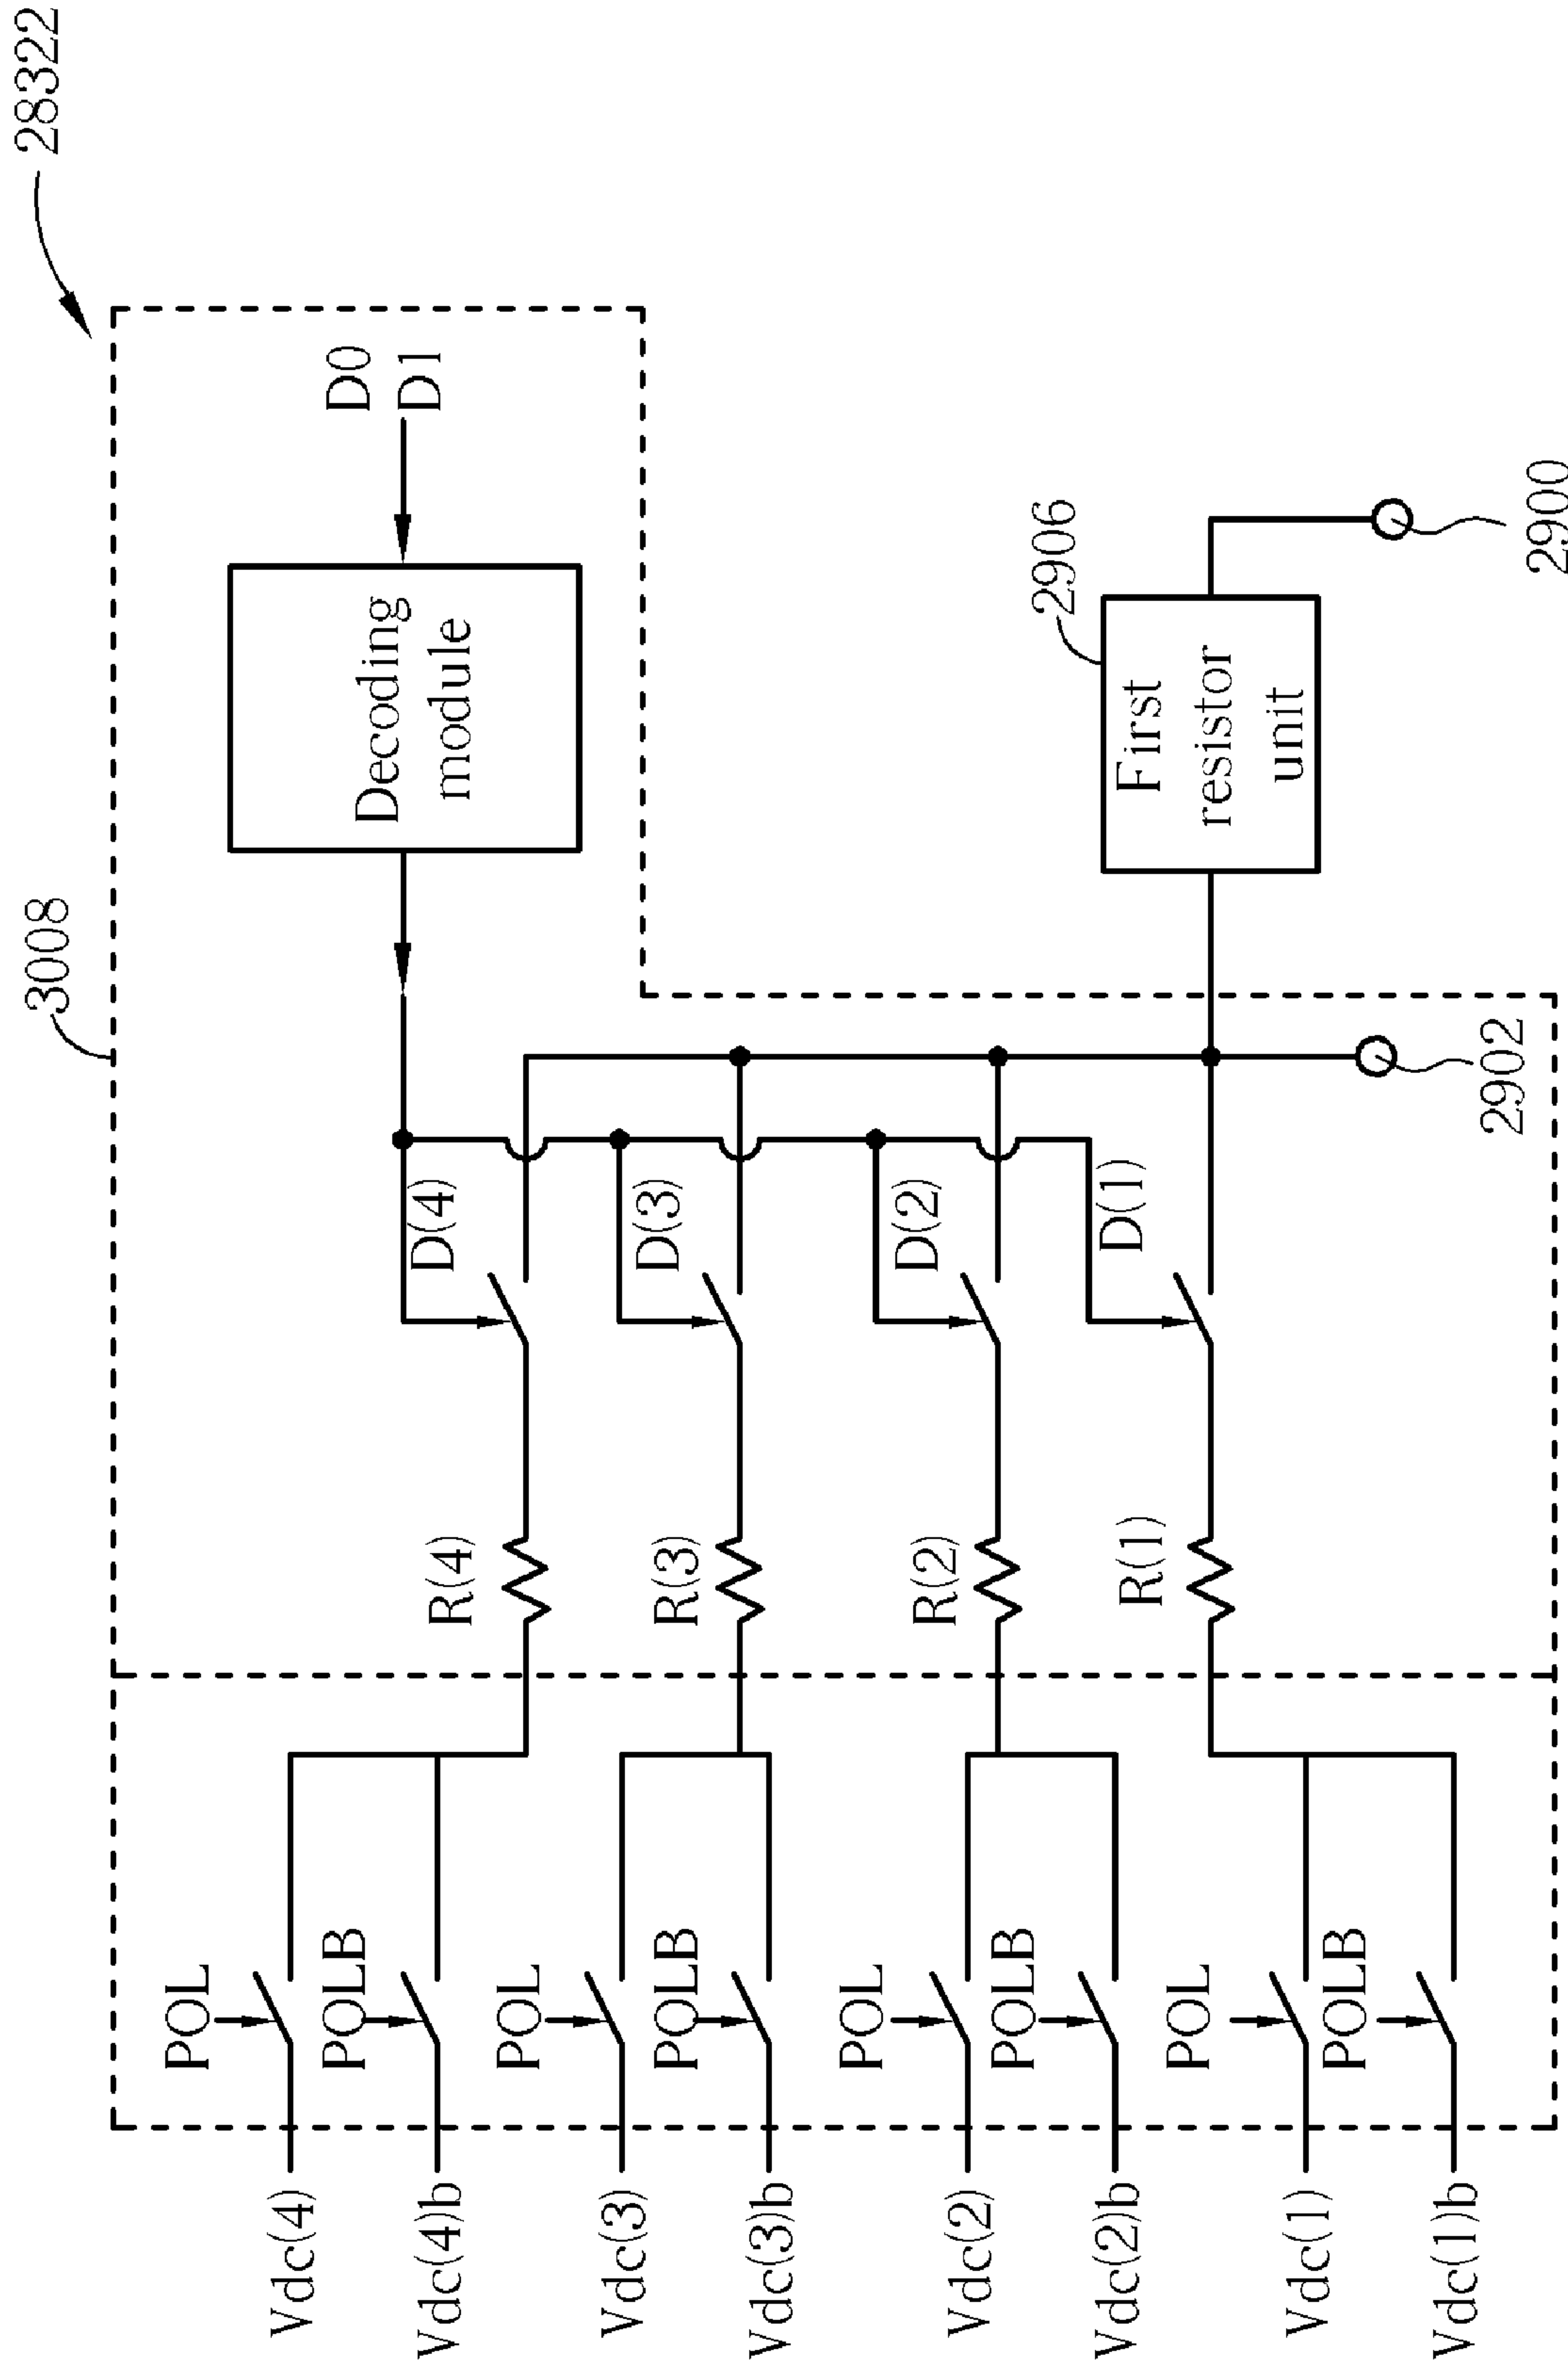 28322
3008
Vdc(4)
POL
Vdc(4)b
POLB
R(4)
D(4)
Decoding
module
D0
D1
Vdc(3)
POL
Vdc(3)b
POLB
R(3)
D(3)
Vdc(2)
POL
Vdc(2)b
POLB
R(2)
D(2)
Vdc(1)
POL
Vdc(1)b
POLB
R(1)
D(1)
2906
First
resistor
unit
2902
2900